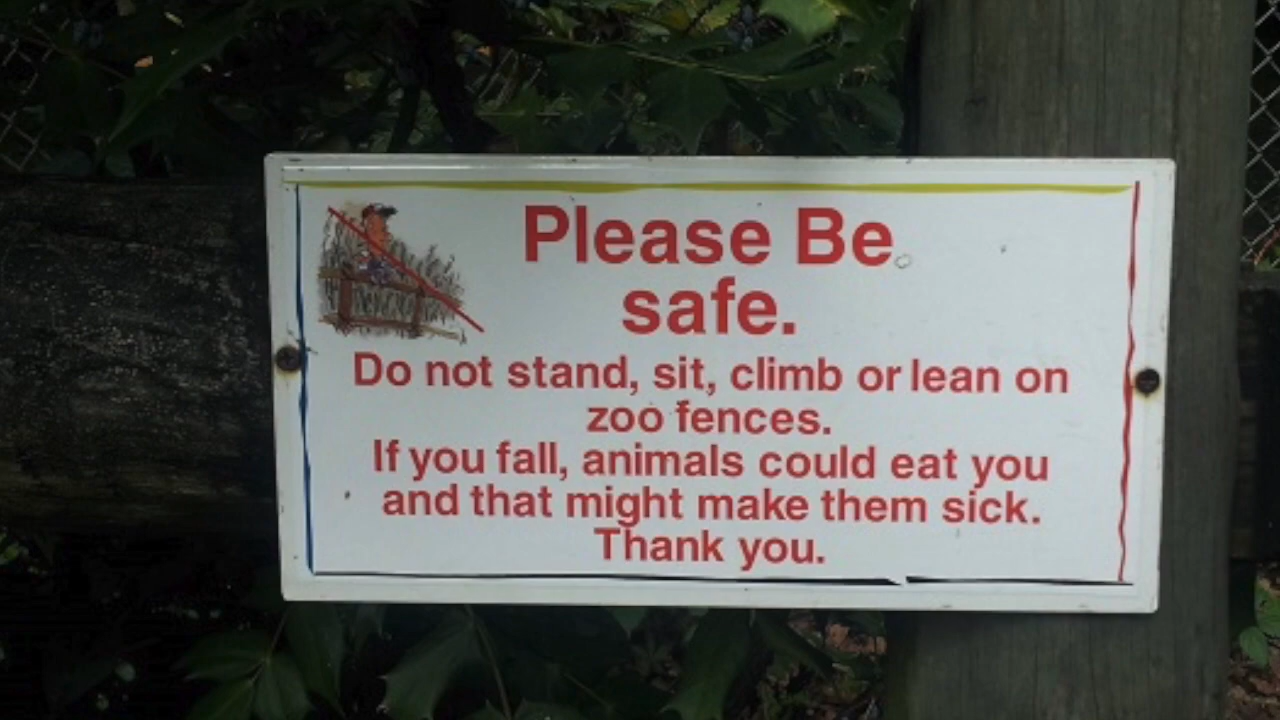 Please Be
safe.
Do not stand, sit, climb or lean on
zoo fences.
If you fall, animals could eat you
and that might make them sick.
Thank you.